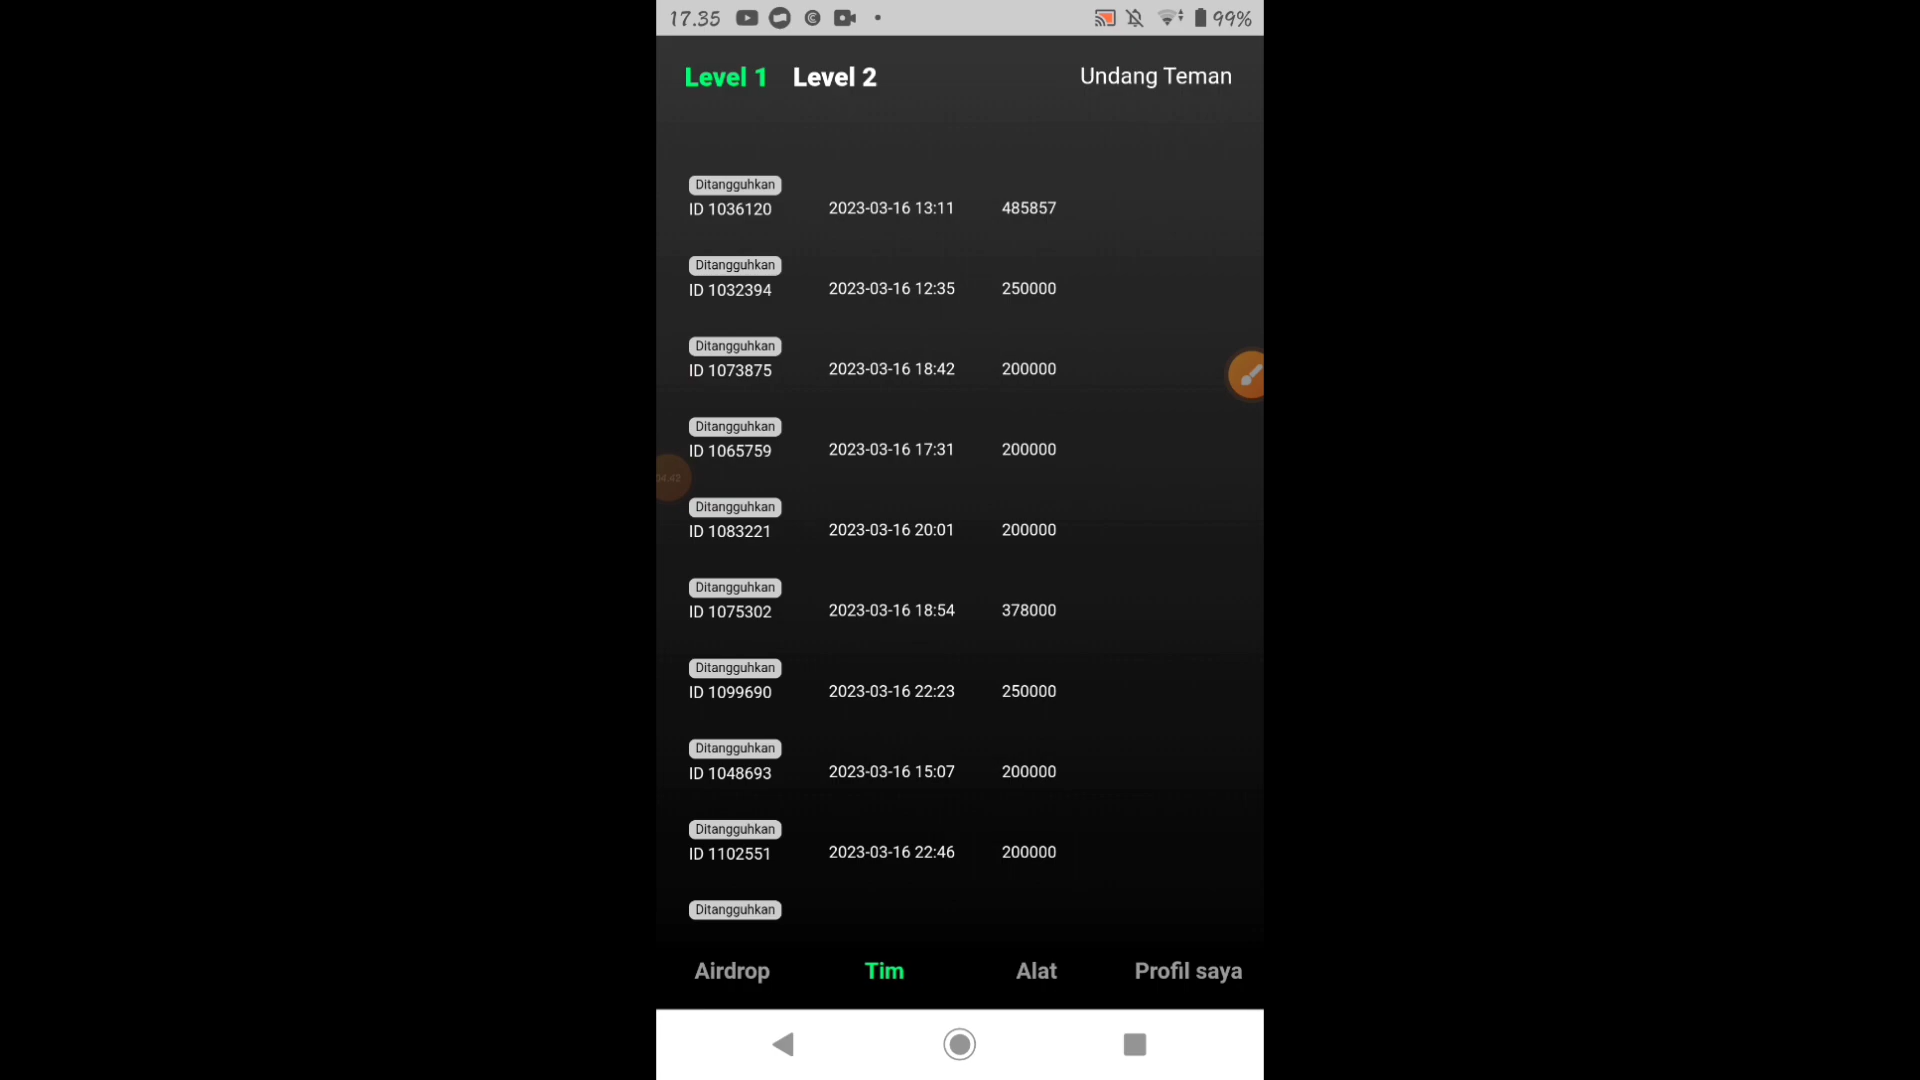 17.35 99%
Level 1 Level 2 Undang Teman
Ditangguhkan
ID 1036120 2023-03-16 13:11 485857
Ditangguhkan
ID 1032394 2023-03-16 12:35 250000
Ditangguhkan
ID 1073875 2023-03-16 18:42 200000
Ditangguhkan
ID 1065759 2023-03-16 17:31 200000
04:43
Ditangguhkan
ID 1083221 2023-03-16 20:01 200000
Ditangguhkan
ID 1075302 2023-03-16 18:54 378000
Ditangguhkan
ID 1099690 2023-03-16 22:23 250000
Ditangguhkan
ID 1048693 2023-03-16 15:07 200000
Ditangguhkan
ID 1102551 2023-03-16 22:46 200000
Ditangguhkan
Airdrop Tim Alat Profil saya